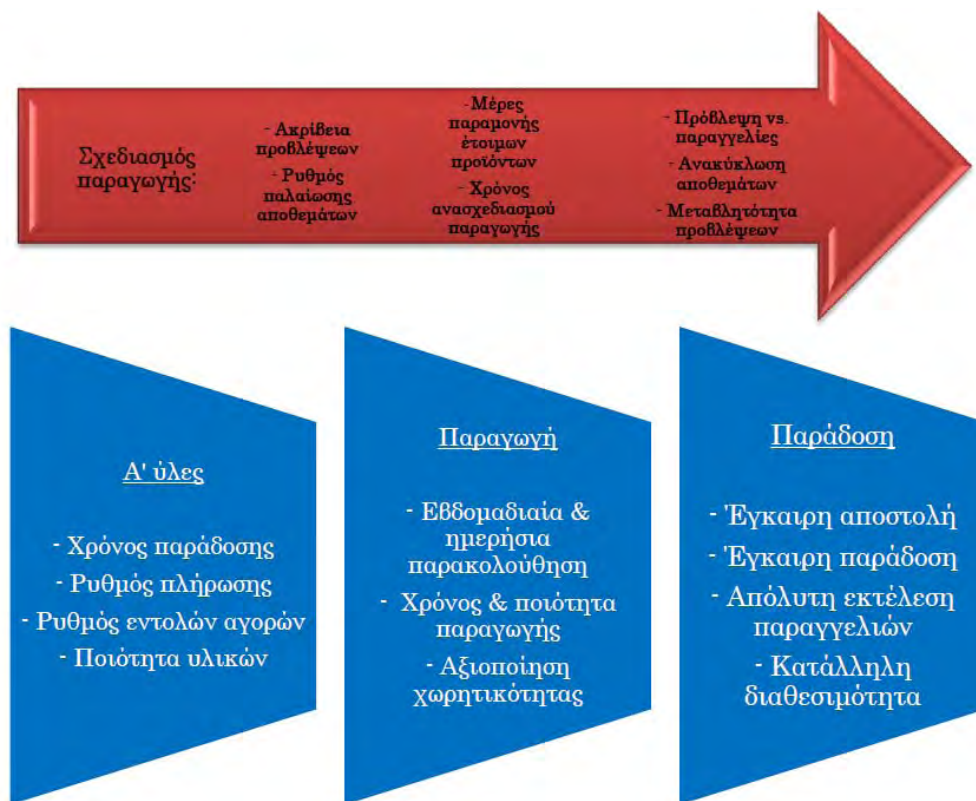 Σχεδιασμός
παραγωγής:
- Ακρίβεια
προβλέψεων
- Ρυθμός
παλαίωσης
αποθεμάτων
- Μέρες
παραμονής
έτοιμων
προϊόντων
- Χρόνος
ανασχεδιασμού
παραγωγής
- Πρόβλεψη vs.
παραγγελίες
- Ανακύκλωση
αποθεμάτων
- Μεταβλητότητα
προβλέψεων
Α' ύλες
- Χρόνος παράδοσης
- Ρυθμός πλήρωσης
- Ρυθμός εντολών αγορών
- Ποιότητα υλικών
Παραγωγή
- Εβδομαδιαία &
ημερήσια
παρακολούθηση
- Χρόνος & ποιότητα
παραγωγής
- Αξιοποίηση
χωρητικότητας
Παράδοση
- Έγκαιρη αποστολή
- Έγκαιρη παράδοση
- Απόλυτη εκτέλεση
παραγγελιών
- Κατάλληλη
διαθεσιμότητα